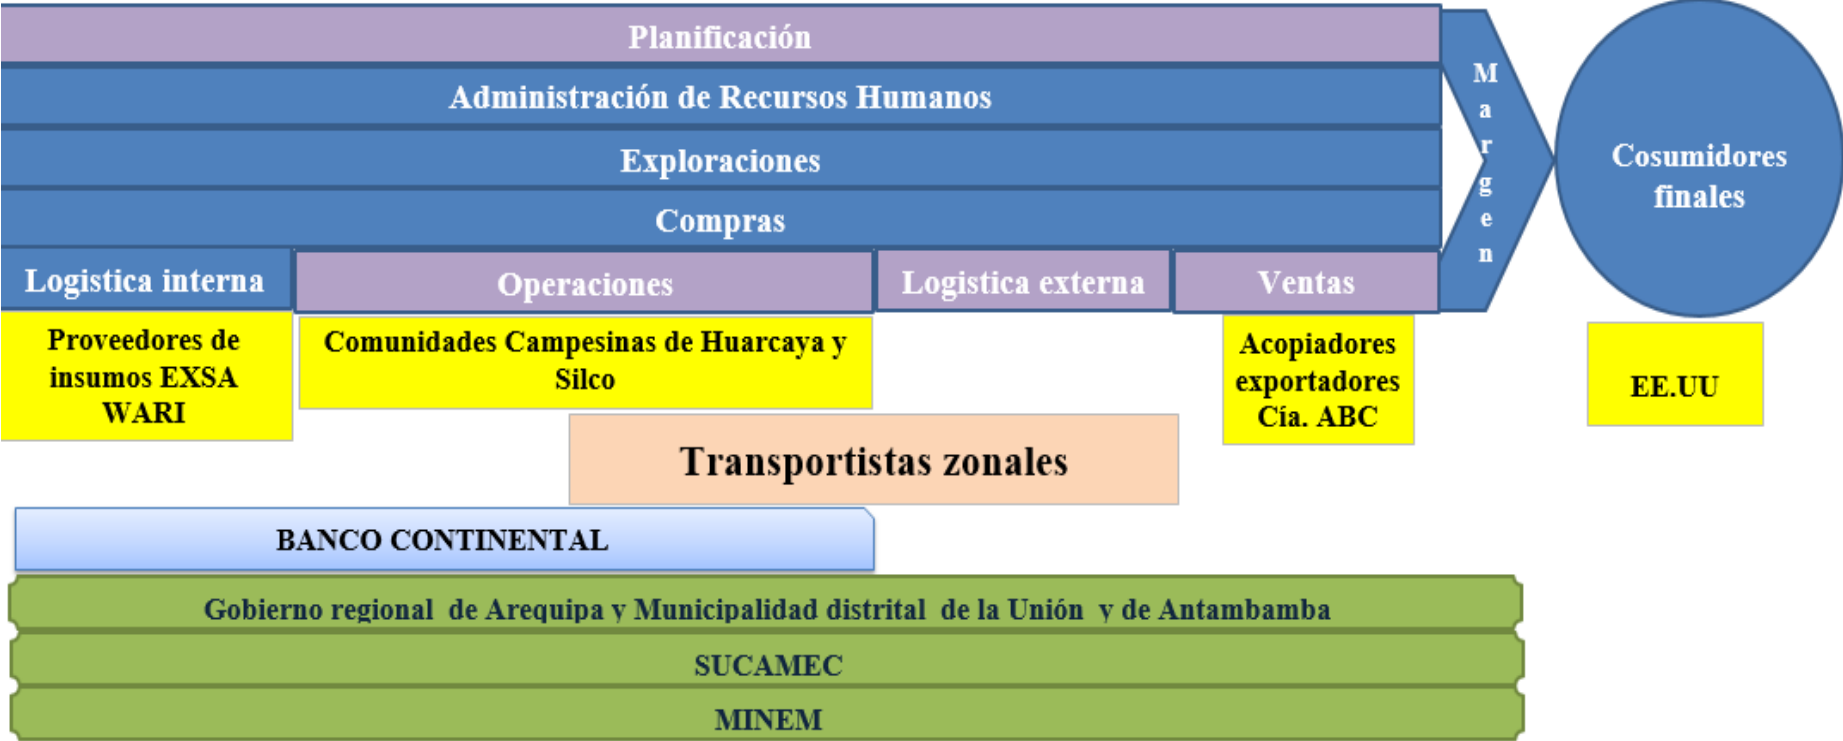 Planificación
Administración de Recursos Humanos
Exploraciones
Compras
Margen
Cosumidores
finales
Logistica interna
Operaciones
Logistica externa
Ventas
Proveedores de
insumos EXSA
WARI
Comunidades Campesinas de Huarcaya y
Silco
Acopiadores
exportadores
Cía. ABC
EE.UU
Transportistas zonales
BANCO CONTINENTAL
Gobierno regional de Arequipa y Municipalidad distrital de la Unión y de Antambamba
SUCAMEC
MINEM